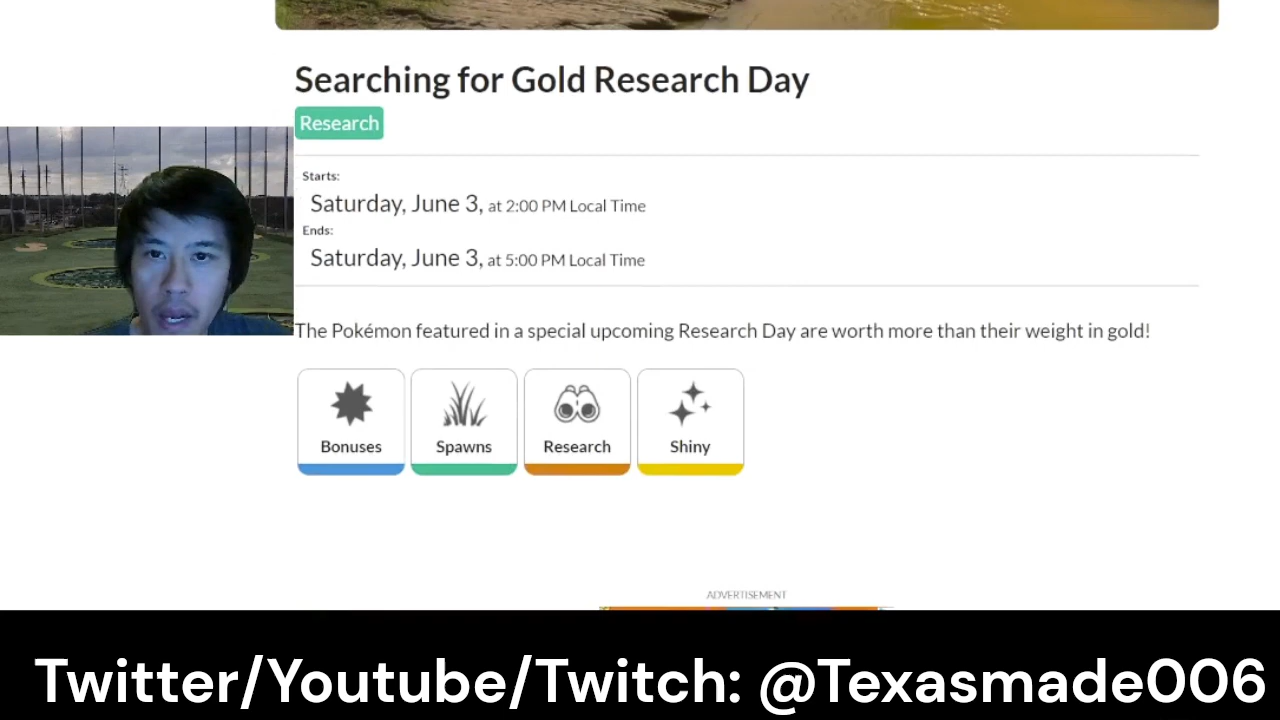 Searching for Gold Research Day
Research
Starts:
Saturday, June 3, at 2:00 PM Local Time
Ends:
Saturday, June 3, at 5:00 PM Local Time
The Pokémon featured in a special upcoming Research Day are worth more than their weight in gold!
Bonuses Spawns Research Shiny
ADVERTISEMENT
Twitter/Youtube/Twitch: @Texasmade006